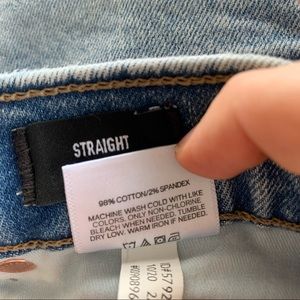 STRAIGHT
98% COTTON/2% SPANDEX
MACHINE WASH COLD WITH LIKE
COLORS. ONLY NON-CHLORINE
BLEACH WHEN NEEDED. TUMBLE
DRY LOW. WARM IRON IF NEEDED.